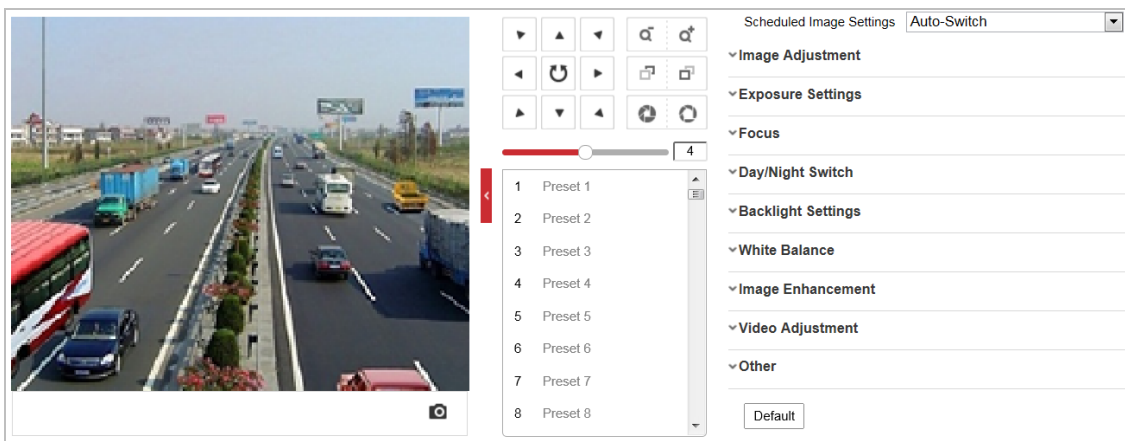 Scheduled Image Settings Auto-Switch
Image Adjustment
Exposure Settings
Focus
Day/Night Switch
Backlight Settings
White Balance
Image Enhancement
Video Adjustment
Other
Default
4
1 Preset 1
2 Preset 2
3 Preset 3
4 Preset 4
5 Preset 5
6 Preset 6
7 Preset 7
8 Preset 8